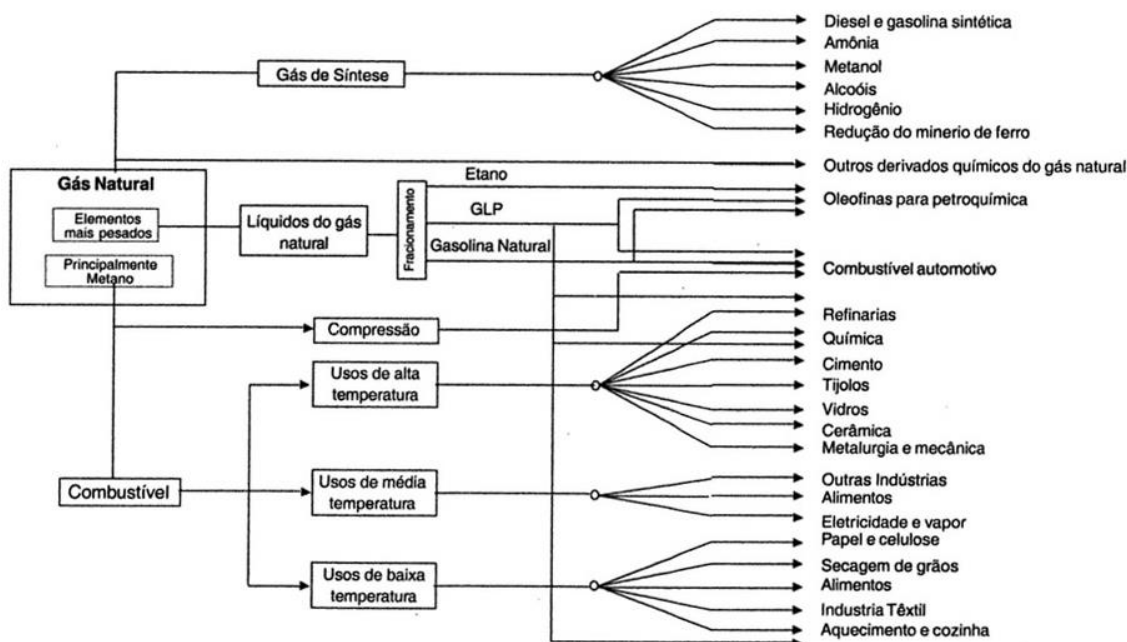 Diesel e gasolina sintética
Amônia
Gás de Síntese
Metanol
Alcoóis
Hidrogênio
Redução do minerio de ferro
Outros derivados químicos do gás natural
Gás Natural
Elementos
mais pesados
Principalmente
Metano
Líquidos do gás
natural
Fracionamento
Etano
GLP
Gasolina Natural
Oleofinas para petroquímica
Combustível automotivo
Compressão
Refinarias
Química
Cimento
Usos de alta
temperatura
Tijolos
Vidros
Cerâmica
Metalurgia e mecânica
Combustível
Usos de média
temperatura
Outras Indústrias
Alimentos
Eletricidade e vapor
Papel e celulose
Usos de baixa
temperatura
Secagem de grãos
Alimentos
Industria Têxtil
Aquecimento e cozinha